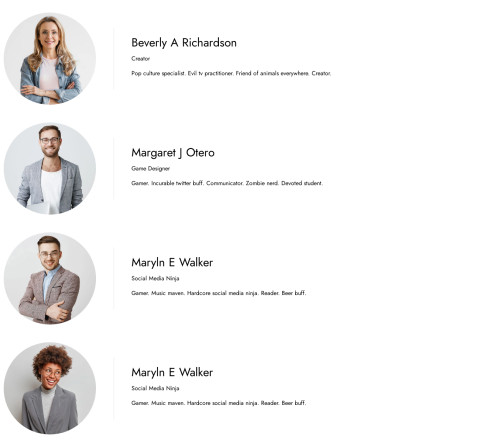 Beverly A Richardson
Creator
Pop culture specialist. Evil tv practitioner. Friend of animals everywhere. Creator.
Margaret J Otero
Game Designer
Gamer. Incurable twitter buff. Communicator. Zombie nerd. Devoted student.
Maryln E Walker
Social Media Ninja
Gamer. Music maven. Hardcore social media ninja. Reader. Beer buff.
Maryln E Walker
Social Media Ninja
Gamer. Music maven. Hardcore social media ninja. Reader. Beer buff.